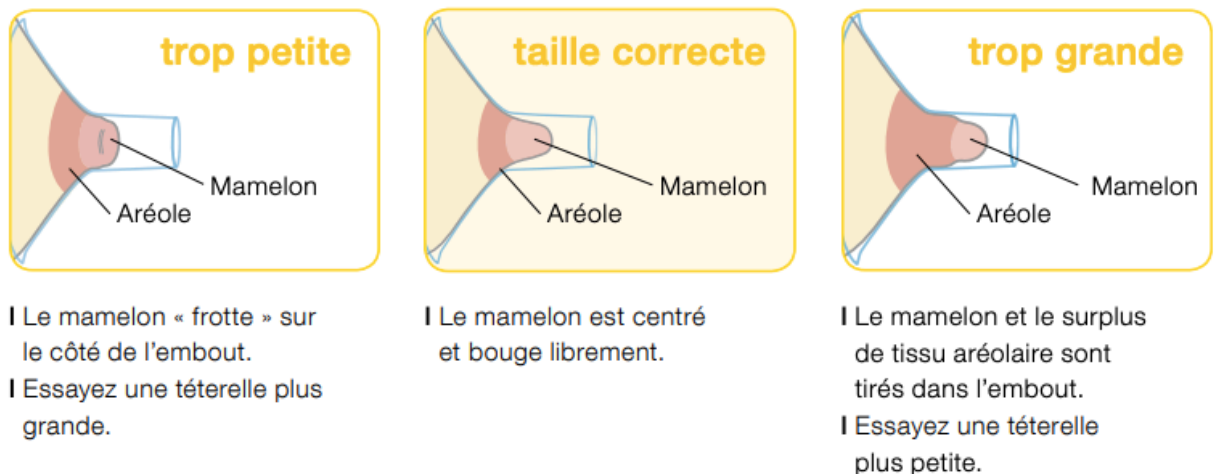 trop petite
Mamelon
Aréole
I Le mamelon « frotte » sur
le côté de l’embout.
I Essayez une téterelle plus
grande.
taille correcte
Mamelon
Aréole
I Le mamelon est centré
et bouge librement.
trop grande
Mamelon
Aréole
I Le mamelon et le surplus
de tissu aréolaire sont
tirés dans l’embout.
I Essayez une téterelle
plus petite.